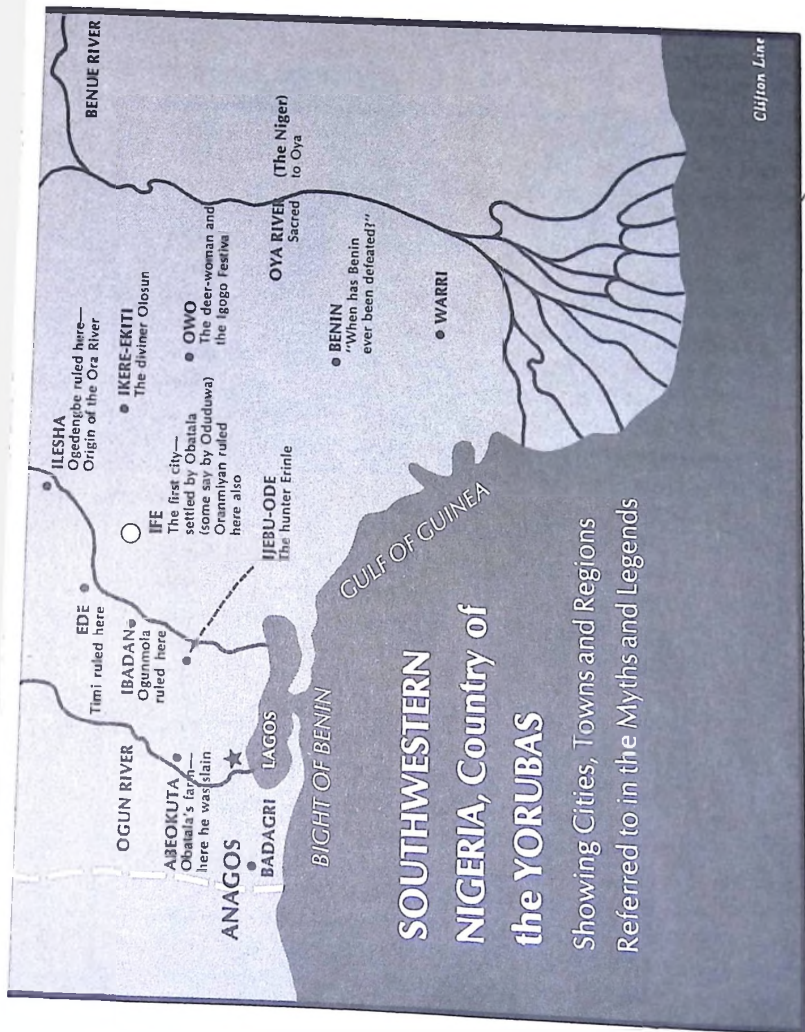 SOUTHWESTERN
NIGERIA, Country of
the YORUBAS
Showing Cities, Towns and Regions
Referred to in the Myths and Legends
BENUE RIVER
ILESHA
Ogedengbe ruled here—
Origin of the Ora River
IKERE-EKITI
The diviner Olosun
OWO
The deer-woman and
the Igogo Festiva
OYA RIVER (The Niger)
Sacred to Oya
BENIN
"When has Benin
ever been defeated?"
WARRI
EDE
Timi ruled here
IFE
The first city—
settled by Obatala
(some say by Oduduwa)
Oranmiyan ruled
here also
IBADAN
Ogunmola
ruled here
IJEBU-ODE
The hunter Erinle
OGUN RIVER
ABEOKUTA
Obatala's farm—
here he was slain
ANAGOS
BADAGRI
LAGOS
BIGHT OF BENIN
GULF OF GUINEA
Clifton Line